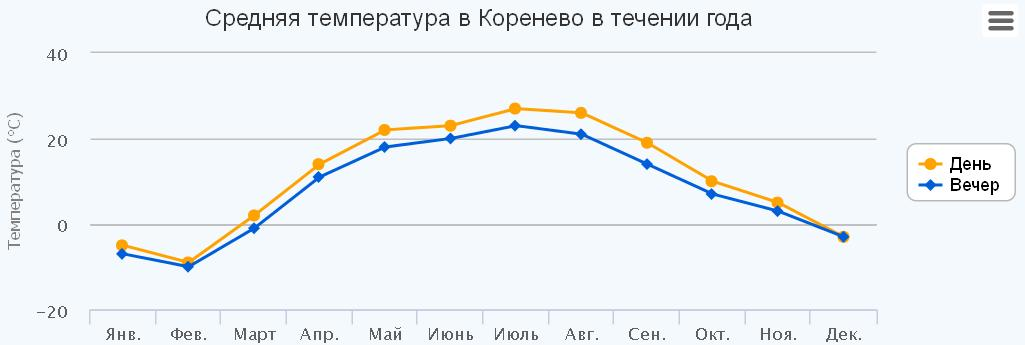 Средняя температура в Коренево в течении года
Температура (°C)
40
20
0
−20
Янв. Фев. Март Апр. Май Июнь Июль Авг. Сен. Окт. Ноя. Дек.
День
Вечер